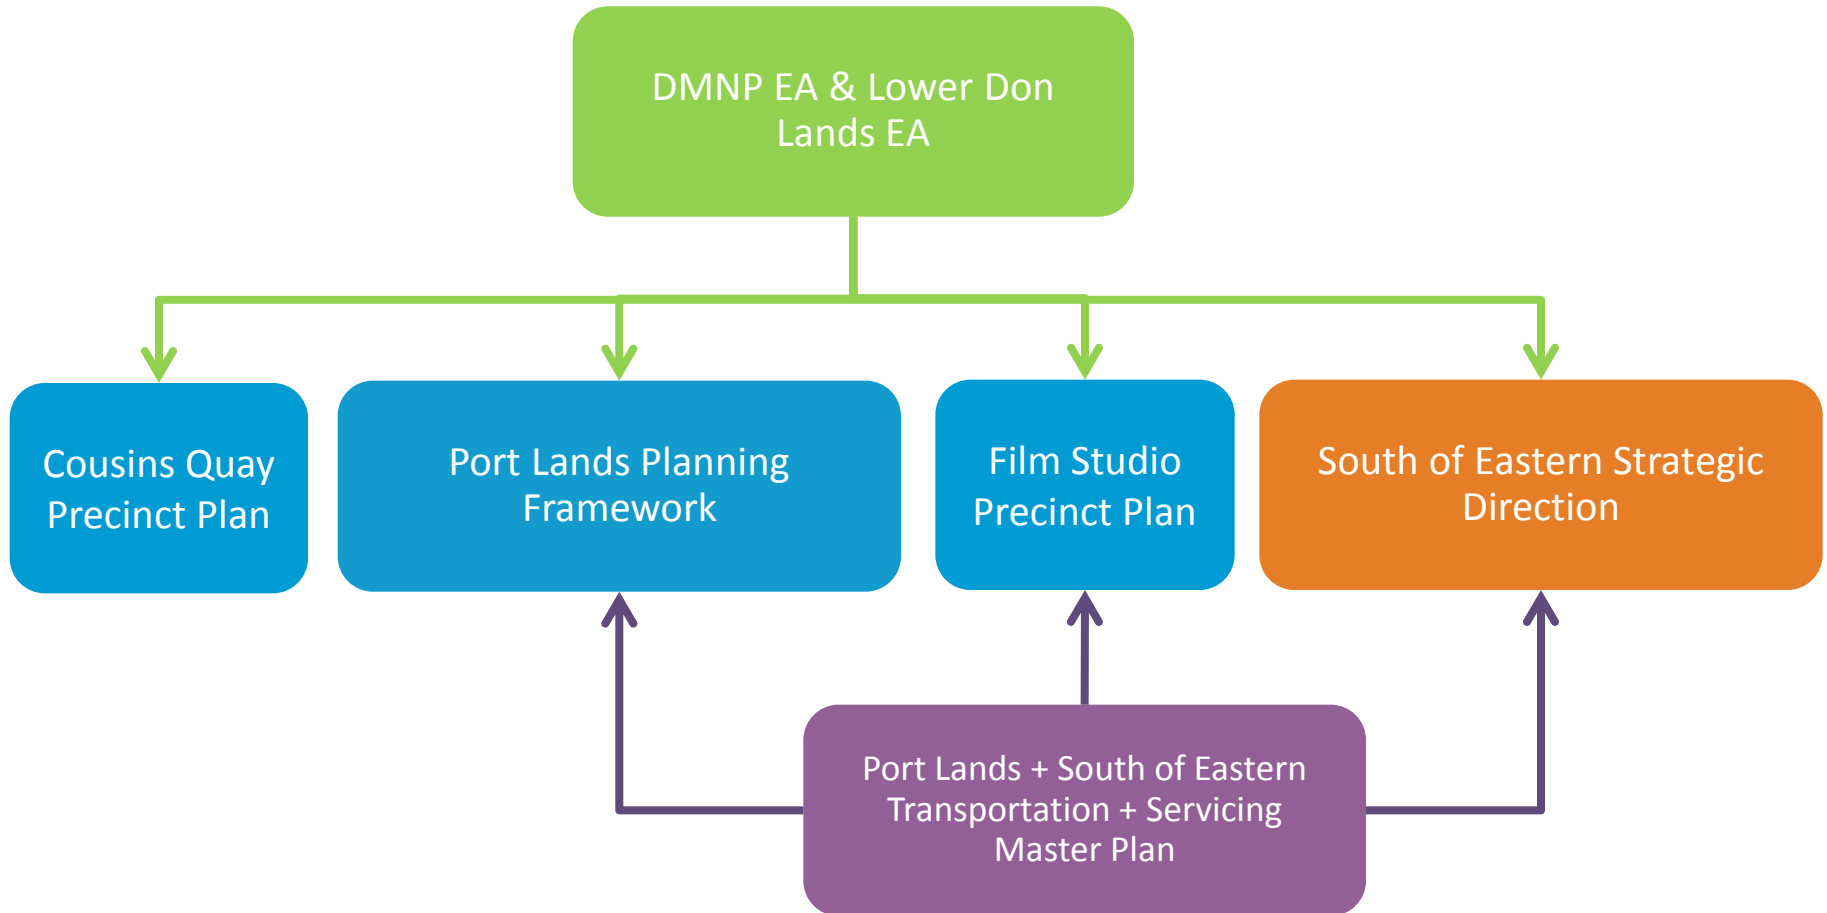 DMNP EA & Lower Don
Lands EA
Cousins Quay
Precinct Plan
Port Lands Planning
Framework
Film Studio
Precinct Plan
South of Eastern Strategic
Direction
Port Lands + South of Eastern
Transportation + Servicing
Master Plan